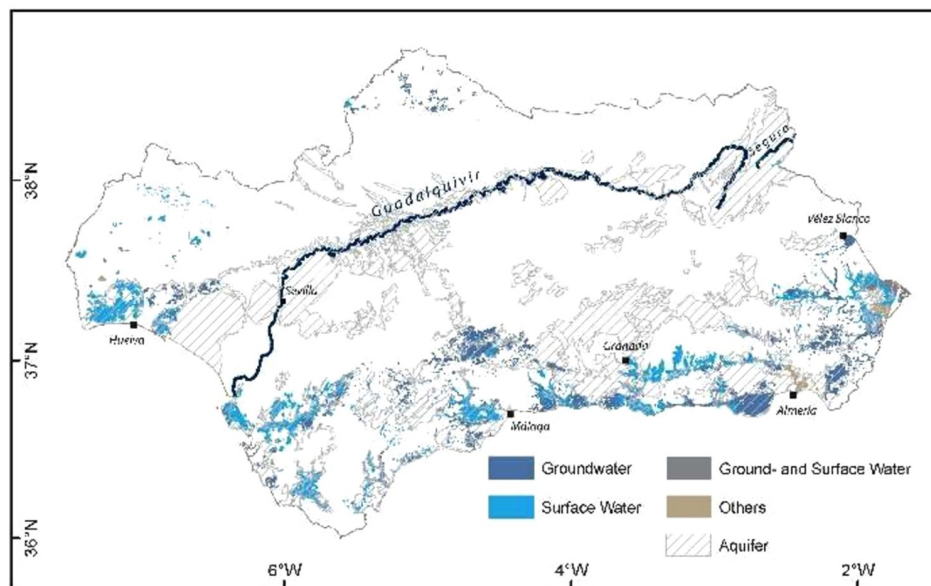 38°N
37°N
36°N
6°W
4°W
2°W
Guadalquivir
Segura
Vélez Blanco
Sevilla
Huelva
Granada
Málaga
Almería
Groundwater
Surface Water
Ground- and Surface Water
Others
Aquifer